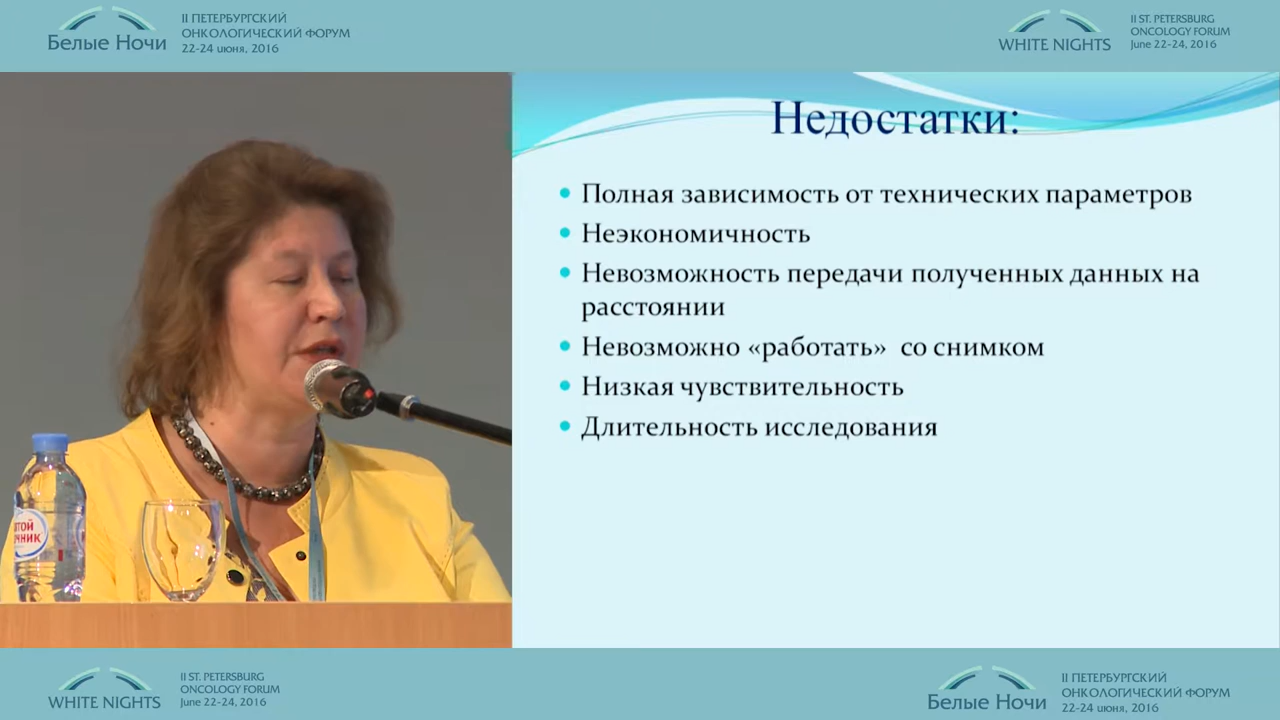 Белые Ночи
II ПЕТЕРБУРГСКИЙ
ОНКОЛОГИЧЕСКИЙ ФОРУМ
22-24 июня, 2016
WHITE NIGHTS
II ST. PETERSBURG
ONCOLOGY FORUM
June 22-24, 2016
Недостатки:
Полная зависимость от технических параметров
Неэкономичность
Невозможность передачи полученных данных на
расстоянии
Невозможно «работать» со снимком
Низкая чувствительность
Длительность исследования
WHITE NIGHTS
II ST. PETERSBURG
ONCOLOGY FORUM
June 22-24, 2016
Белые Ночи
II ПЕТЕРБУРГСКИЙ
ОНКОЛОГИЧЕСКИЙ ФОРУМ
22-24 июня, 2016